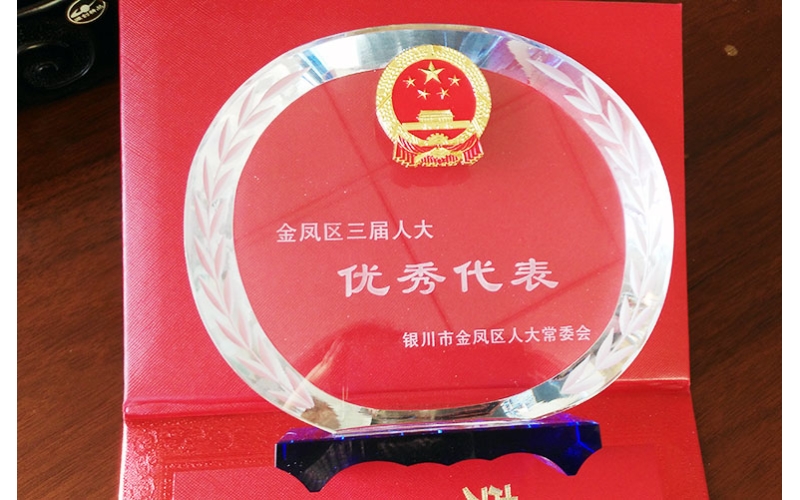 金凤区三届人大
优秀代表
银川市金凤区人大常委会